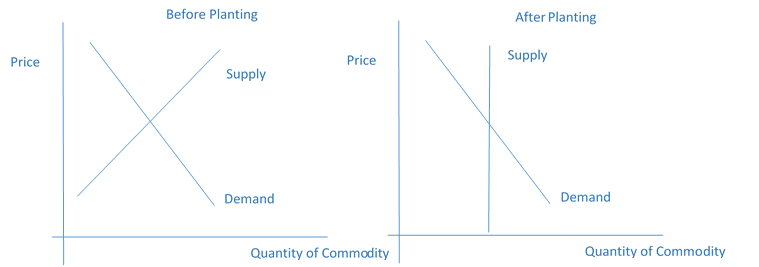 Before Planting
Price
Supply
Demand
Quantity of Commodity
After Planting
Price
Supply
Demand
Quantity of Commodity